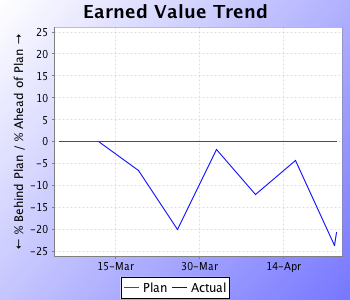 Earned Value Trend
← % Behind Plan / % Ahead of Plan →
25
20
15
10
5
0
−5
−10
−15
−20
−25
15-Mar 30-Mar 14-Apr
Plan Actual